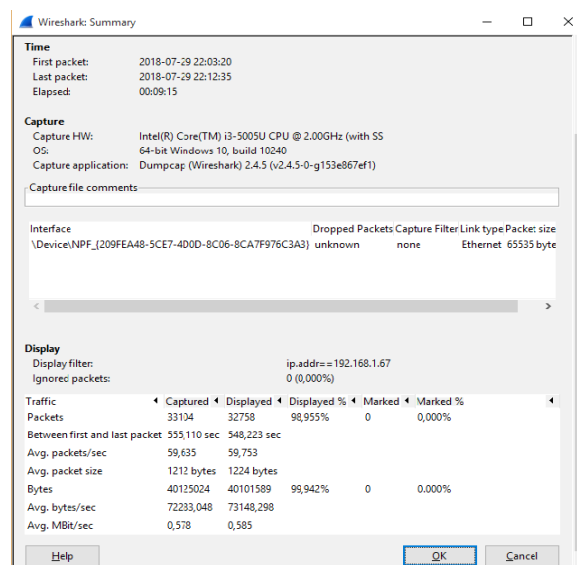 Wireshark: Summary
Time
First packet: 2018-07-29 22:03:20
Last packet: 2018-07-29 22:12:35
Elapsed: 00:09:15
Capture
Capture HW: Intel(R) Core(TM) i3-5005U CPU @ 2.00GHz (with SS
OS: 64-bit Windows 10, build 10240
Capture application: Dumpcap (Wireshark) 2.4.5 (v2.4.5-0-g153e867ef1)
Capture file comments
Interface Dropped Packets Capture Filter Link type Packet size
\Device\NPF_{209FEA48-5CE7-4D0D-8C06-8CA7F976C3A3} unknown none Ethernet 65535 byte
Display
Display filter: ip.addr==192.168.1.67
Ignored packets: 0 (0,000%)
Traffic Captured Displayed Displayed % Marked Marked %
Packets 33104 32758 98,955% 0 0,000%
Between first and last packet 555,110 sec 548,223 sec
Avg. packets/sec 59,635 59,753
Avg. packet size 1212 bytes 1224 bytes
Bytes 40125024 40101589 99,942% 0 0.000%
Avg. bytes/sec 72283,048 73148,298
Avg. MBit/sec 0,578 0,585
Help OK Cancel